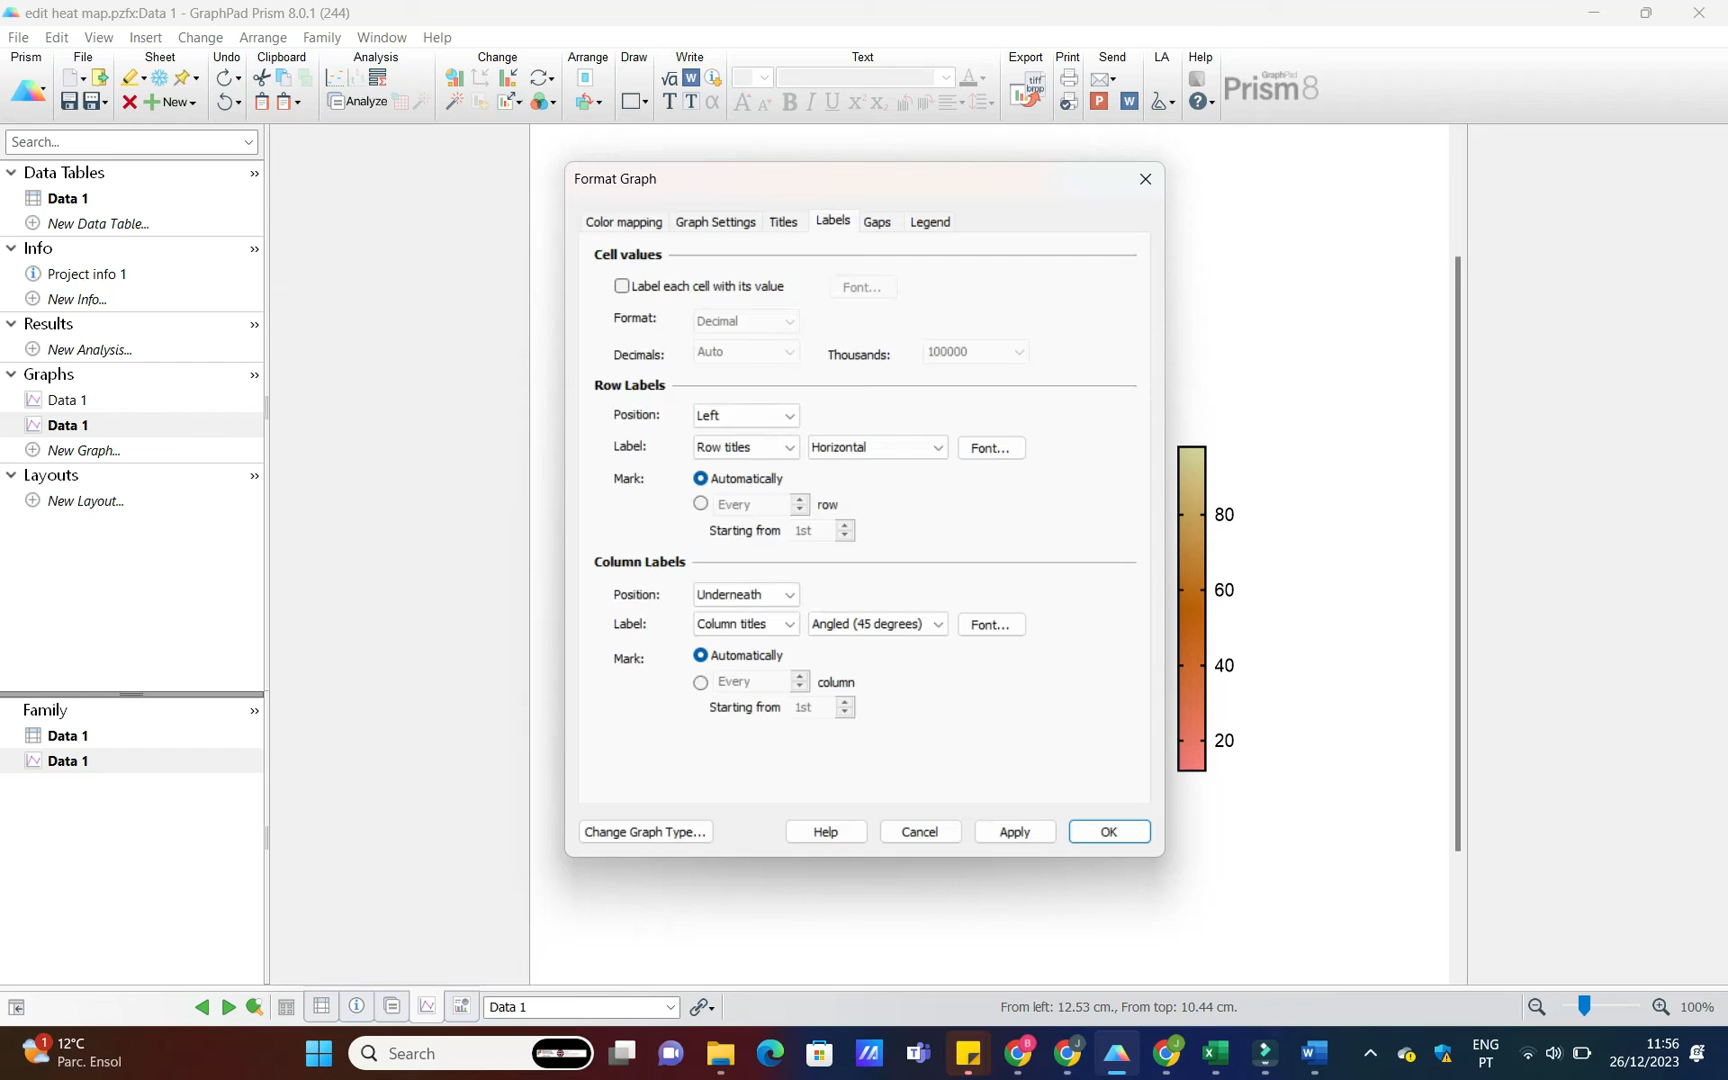 edit heat map.pzfx:Data 1 - GraphPad Prism 8.0.1 (244)
File Edit View Insert Change Arrange Family Window Help
Prism File Sheet Undo Clipboard Analysis Change Arrange Draw Write Text Export Print Send LA Help
GraphPad
tiff
bmp
Prism 8
New
Analyze
Search...
Data Tables
Data 1
New Data Table...
Info
Project info 1
New Info...
Results
New Analysis...
Graphs
Data 1
Data 1
New Graph...
Layouts
New Layout...
Family
Data 1
Data 1
Format Graph
Color mapping Graph Settings Titles Labels Gaps Legend
Cell values
Label each cell with its value Font...
Format: Decimal
Decimals: Auto Thousands: 100000
Row Labels
Position: Left
Label: Row titles Horizontal Font...
Mark: Automatically
Every row
Starting from 1st
Column Labels
Position: Underneath
Label: Column titles Angled (45 degrees) Font...
Mark: Automatically
Every column
Starting from 1st
Change Graph Type... Help Cancel Apply OK
80
60
40
20
Data 1
From left: 12.53 cm., From top: 10.44 cm.
100%
1
12°C
Parc. Ensol
Search
ENG
PT
11:56
26/12/2023